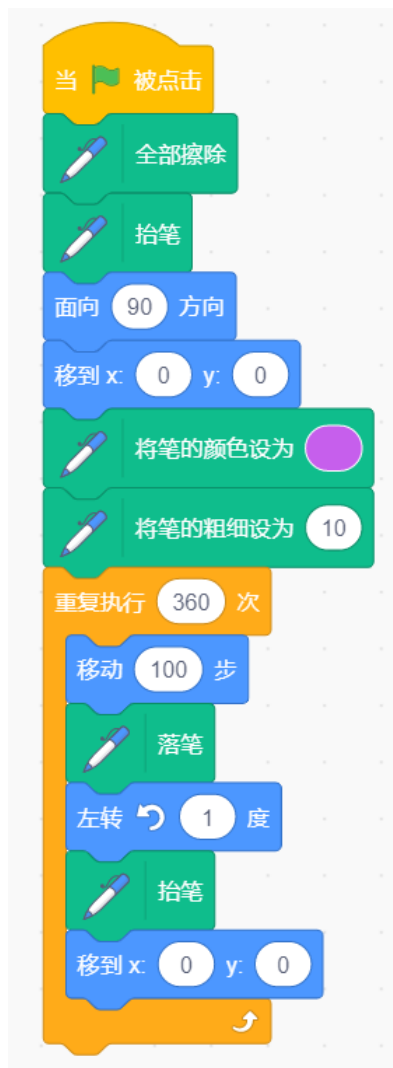 当 被点击
全部擦除
抬笔
面向 90 方向
移到 x: 0 y: 0
将笔的颜色设为
将笔的粗细设为 10
重复执行 360 次
移动 100 步
落笔
左转 1 度
抬笔
移到 x: 0 y: 0